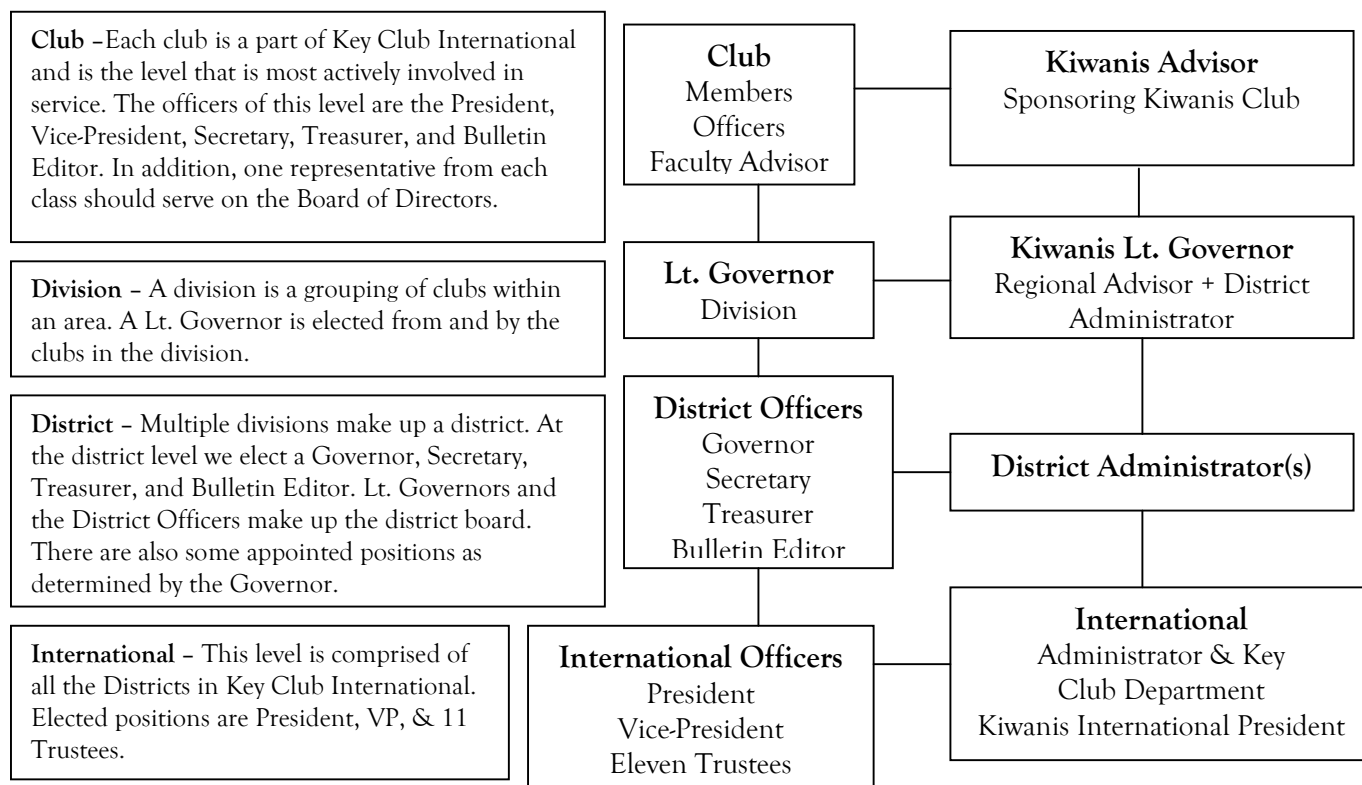 Club –Each club is a part of Key Club International
and is the level that is most actively involved in
service. The officers of this level are the President,
Vice-President, Secretary, Treasurer, and Bulletin
Editor. In addition, one representative from each
class should serve on the Board of Directors.
Club
Members
Officers
Faculty Advisor
Kiwanis Advisor
Sponsoring Kiwanis Club
Division – A division is a grouping of clubs within
an area. A Lt. Governor is elected from and by the
clubs in the division.
Lt. Governor
Division
Kiwanis Lt. Governor
Regional Advisor + District
Administrator
District – Multiple divisions make up a district. At
the district level we elect a Governor, Secretary,
Treasurer, and Bulletin Editor. Lt. Governors and
the District Officers make up the district board.
There are also some appointed positions as
determined by the Governor.
District Officers
Governor
Secretary
Treasurer
Bulletin Editor
District Administrator(s)
International – This level is comprised of
all the Districts in Key Club International.
Elected positions are President, VP, & 11
Trustees.
International Officers
President
Vice-President
Eleven Trustees
International
Administrator & Key
Club Department
Kiwanis International President